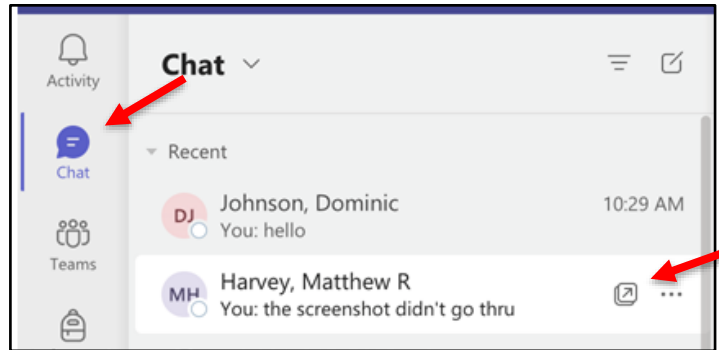 Activity
Chat
Teams
Chat
Recent
DJ
Johnson, Dominic
10:29 AM
You: hello
MH
Harvey, Matthew R
You: the screenshot didn't go thru